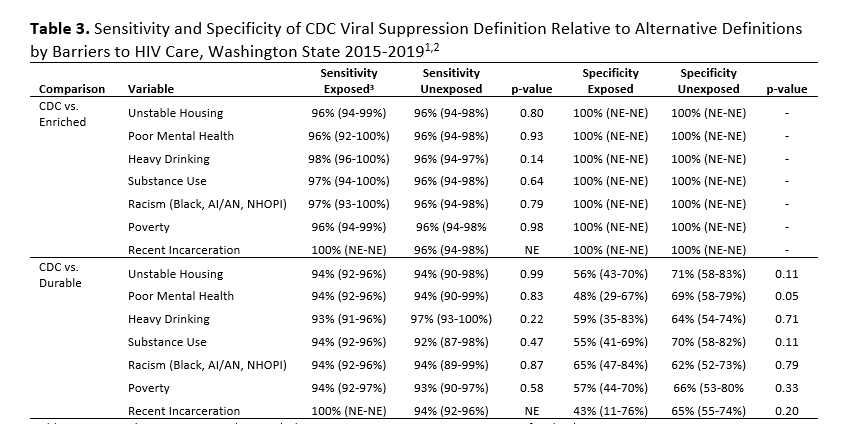 Table 3. Sensitivity and Specificity of CDC Viral Suppression Definition Relative to Alternative Definitions
by Barriers to HIV Care, Washington State 2015-2019¹,²
Sensitivity Sensitivity Specificity Specificity
Comparison Variable Exposed³ Unexposed p-value Exposed Unexposed p-value
CDC vs.
Enriched
Unstable Housing 96% (94-99%) 96% (94-98%) 0.80 100% (NE-NE) 100% (NE-NE) -
Poor Mental Health 96% (92-100%) 96% (94-98%) 0.93 100% (NE-NE) 100% (NE-NE) -
Heavy Drinking 98% (96-100%) 96% (94-97%) 0.14 100% (NE-NE) 100% (NE-NE) -
Substance Use 97% (94-100%) 96% (94-98%) 0.64 100% (NE-NE) 100% (NE-NE) -
Racism (Black, AI/AN, NHOPI) 97% (93-100%) 96% (94-98%) 0.79 100% (NE-NE) 100% (NE-NE) -
Poverty 96% (94-99%) 96% (94-98% 0.98 100% (NE-NE) 100% (NE-NE) -
Recent Incarceration 100% (NE-NE) 96% (94-98%) NE 100% (NE-NE) 100% (NE-NE) -
CDC vs.
Durable
Unstable Housing 94% (92-96%) 94% (90-98%) 0.99 56% (43-70%) 71% (58-83%) 0.11
Poor Mental Health 94% (92-96%) 94% (90-99%) 0.83 48% (29-67%) 69% (58-79%) 0.05
Heavy Drinking 93% (91-96%) 97% (93-100%) 0.22 59% (35-83%) 64% (54-74%) 0.71
Substance Use 94% (92-96%) 92% (87-98%) 0.47 55% (41-69%) 70% (58-82%) 0.11
Racism (Black, AI/AN, NHOPI) 94% (92-96%) 94% (89-99%) 0.87 65% (47-84%) 62% (52-73%) 0.79
Poverty 94% (92-97%) 93% (90-97%) 0.58 57% (44-70%) 66% (53-80% 0.33
Recent Incarceration 100% (NE-NE) 94% (92-96%) NE 43% (11-76%) 65% (55-74%) 0.20